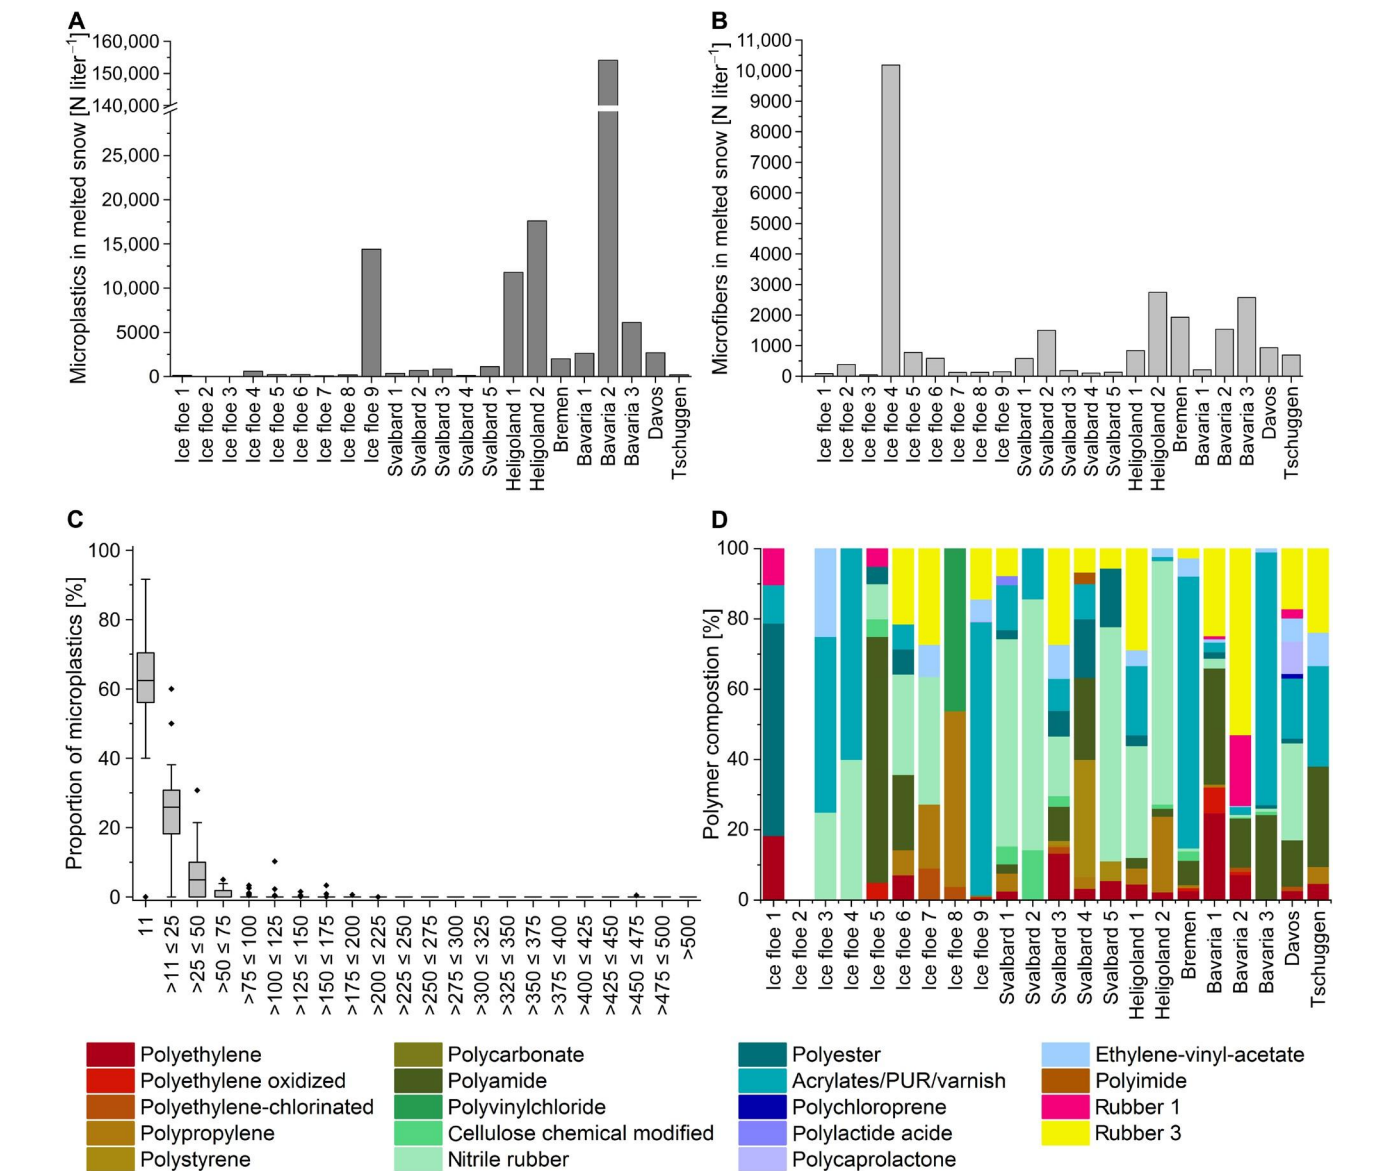 A
Microplastics in melted snow [N liter⁻¹]
160,000
150,000
140,000
25,000
20,000
15,000
10,000
5000
0
Ice floe 1
Ice floe 2
Ice floe 3
Ice floe 4
Ice floe 5
Ice floe 6
Ice floe 7
Ice floe 8
Ice floe 9
Svalbard 1
Svalbard 2
Svalbard 3
Svalbard 4
Svalbard 5
Heligoland 1
Heligoland 2
Bremen
Bavaria 1
Bavaria 2
Bavaria 3
Davos
Tschuggen
B
Microfibers in melted snow [N liter⁻¹]
11,000
10,000
9000
8000
7000
6000
5000
4000
3000
2000
1000
0
Ice floe 1
Ice floe 2
Ice floe 3
Ice floe 4
Ice floe 5
Ice floe 6
Ice floe 7
Ice floe 8
Ice floe 9
Svalbard 1
Svalbard 2
Svalbard 3
Svalbard 4
Svalbard 5
Heligoland 1
Heligoland 2
Bremen
Bavaria 1
Bavaria 2
Bavaria 3
Davos
Tschuggen
C
Proportion of microplastics [%]
100
80
60
40
20
0
11
>11 ≤ 25
>25 ≤ 50
>50 ≤ 75
>75 ≤ 100
>100 ≤ 125
>125 ≤ 150
>150 ≤ 175
>175 ≤ 200
>200 ≤ 225
>225 ≤ 250
>250 ≤ 275
>275 ≤ 300
>300 ≤ 325
>325 ≤ 350
>350 ≤ 375
>375 ≤ 400
>400 ≤ 425
>425 ≤ 450
>450 ≤ 475
>475 ≤ 500
>500
D
Polymer compostion [%]
100
80
60
40
20
0
Ice floe 1
Ice floe 2
Ice floe 3
Ice floe 4
Ice floe 5
Ice floe 6
Ice floe 7
Ice floe 8
Ice floe 9
Svalbard 1
Svalbard 2
Svalbard 3
Svalbard 4
Svalbard 5
Heligoland 1
Heligoland 2
Bremen
Bavaria 1
Bavaria 2
Bavaria 3
Davos
Tschuggen
Polyethylene
Polyethylene oxidized
Polyethylene-chlorinated
Polypropylene
Polystyrene
Polycarbonate
Polyamide
Polyvinylchloride
Cellulose chemical modified
Nitrile rubber
Polyester
Acrylates/PUR/varnish
Polychloroprene
Polylactide acide
Polycaprolactone
Ethylene-vinyl-acetate
Polyimide
Rubber 1
Rubber 3